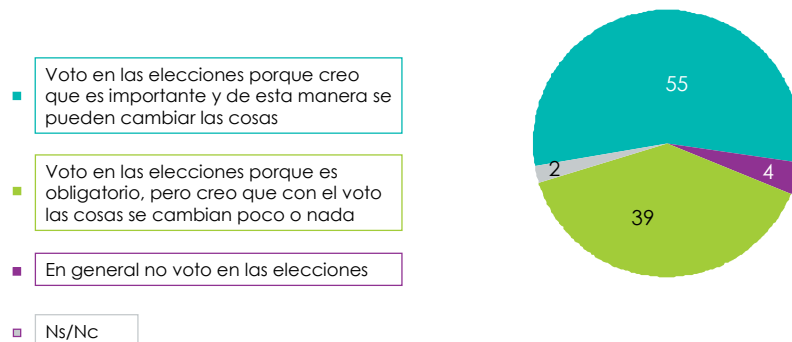 Voto en las elecciones porque creo
que es importante y de esta manera se
pueden cambiar las cosas
Voto en las elecciones porque es
obligatorio, pero creo que con el voto
las cosas se cambian poco o nada
En general no voto en las elecciones
Ns/Nc
55
2
4
39